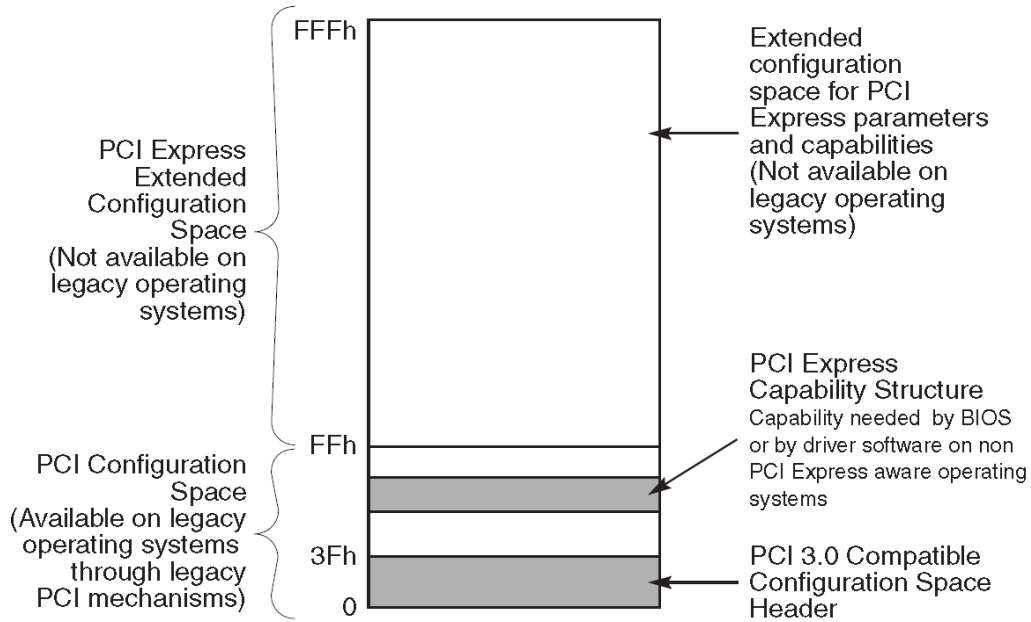 FFFh
PCI Express
Extended
Configuration
Space
(Not available on
legacy operating
systems)
Extended
configuration
space for PCI
Express parameters
and capabilities
(Not available on
legacy operating
systems)
FFh
PCI Configuration
Space
(Available on legacy
operating systems
through legacy
PCI mechanisms)
3Fh
0
PCI Express
Capability Structure
Capability needed by BIOS
or by driver software on non
PCI Express aware operating
systems
PCI 3.0 Compatible
Configuration Space
Header